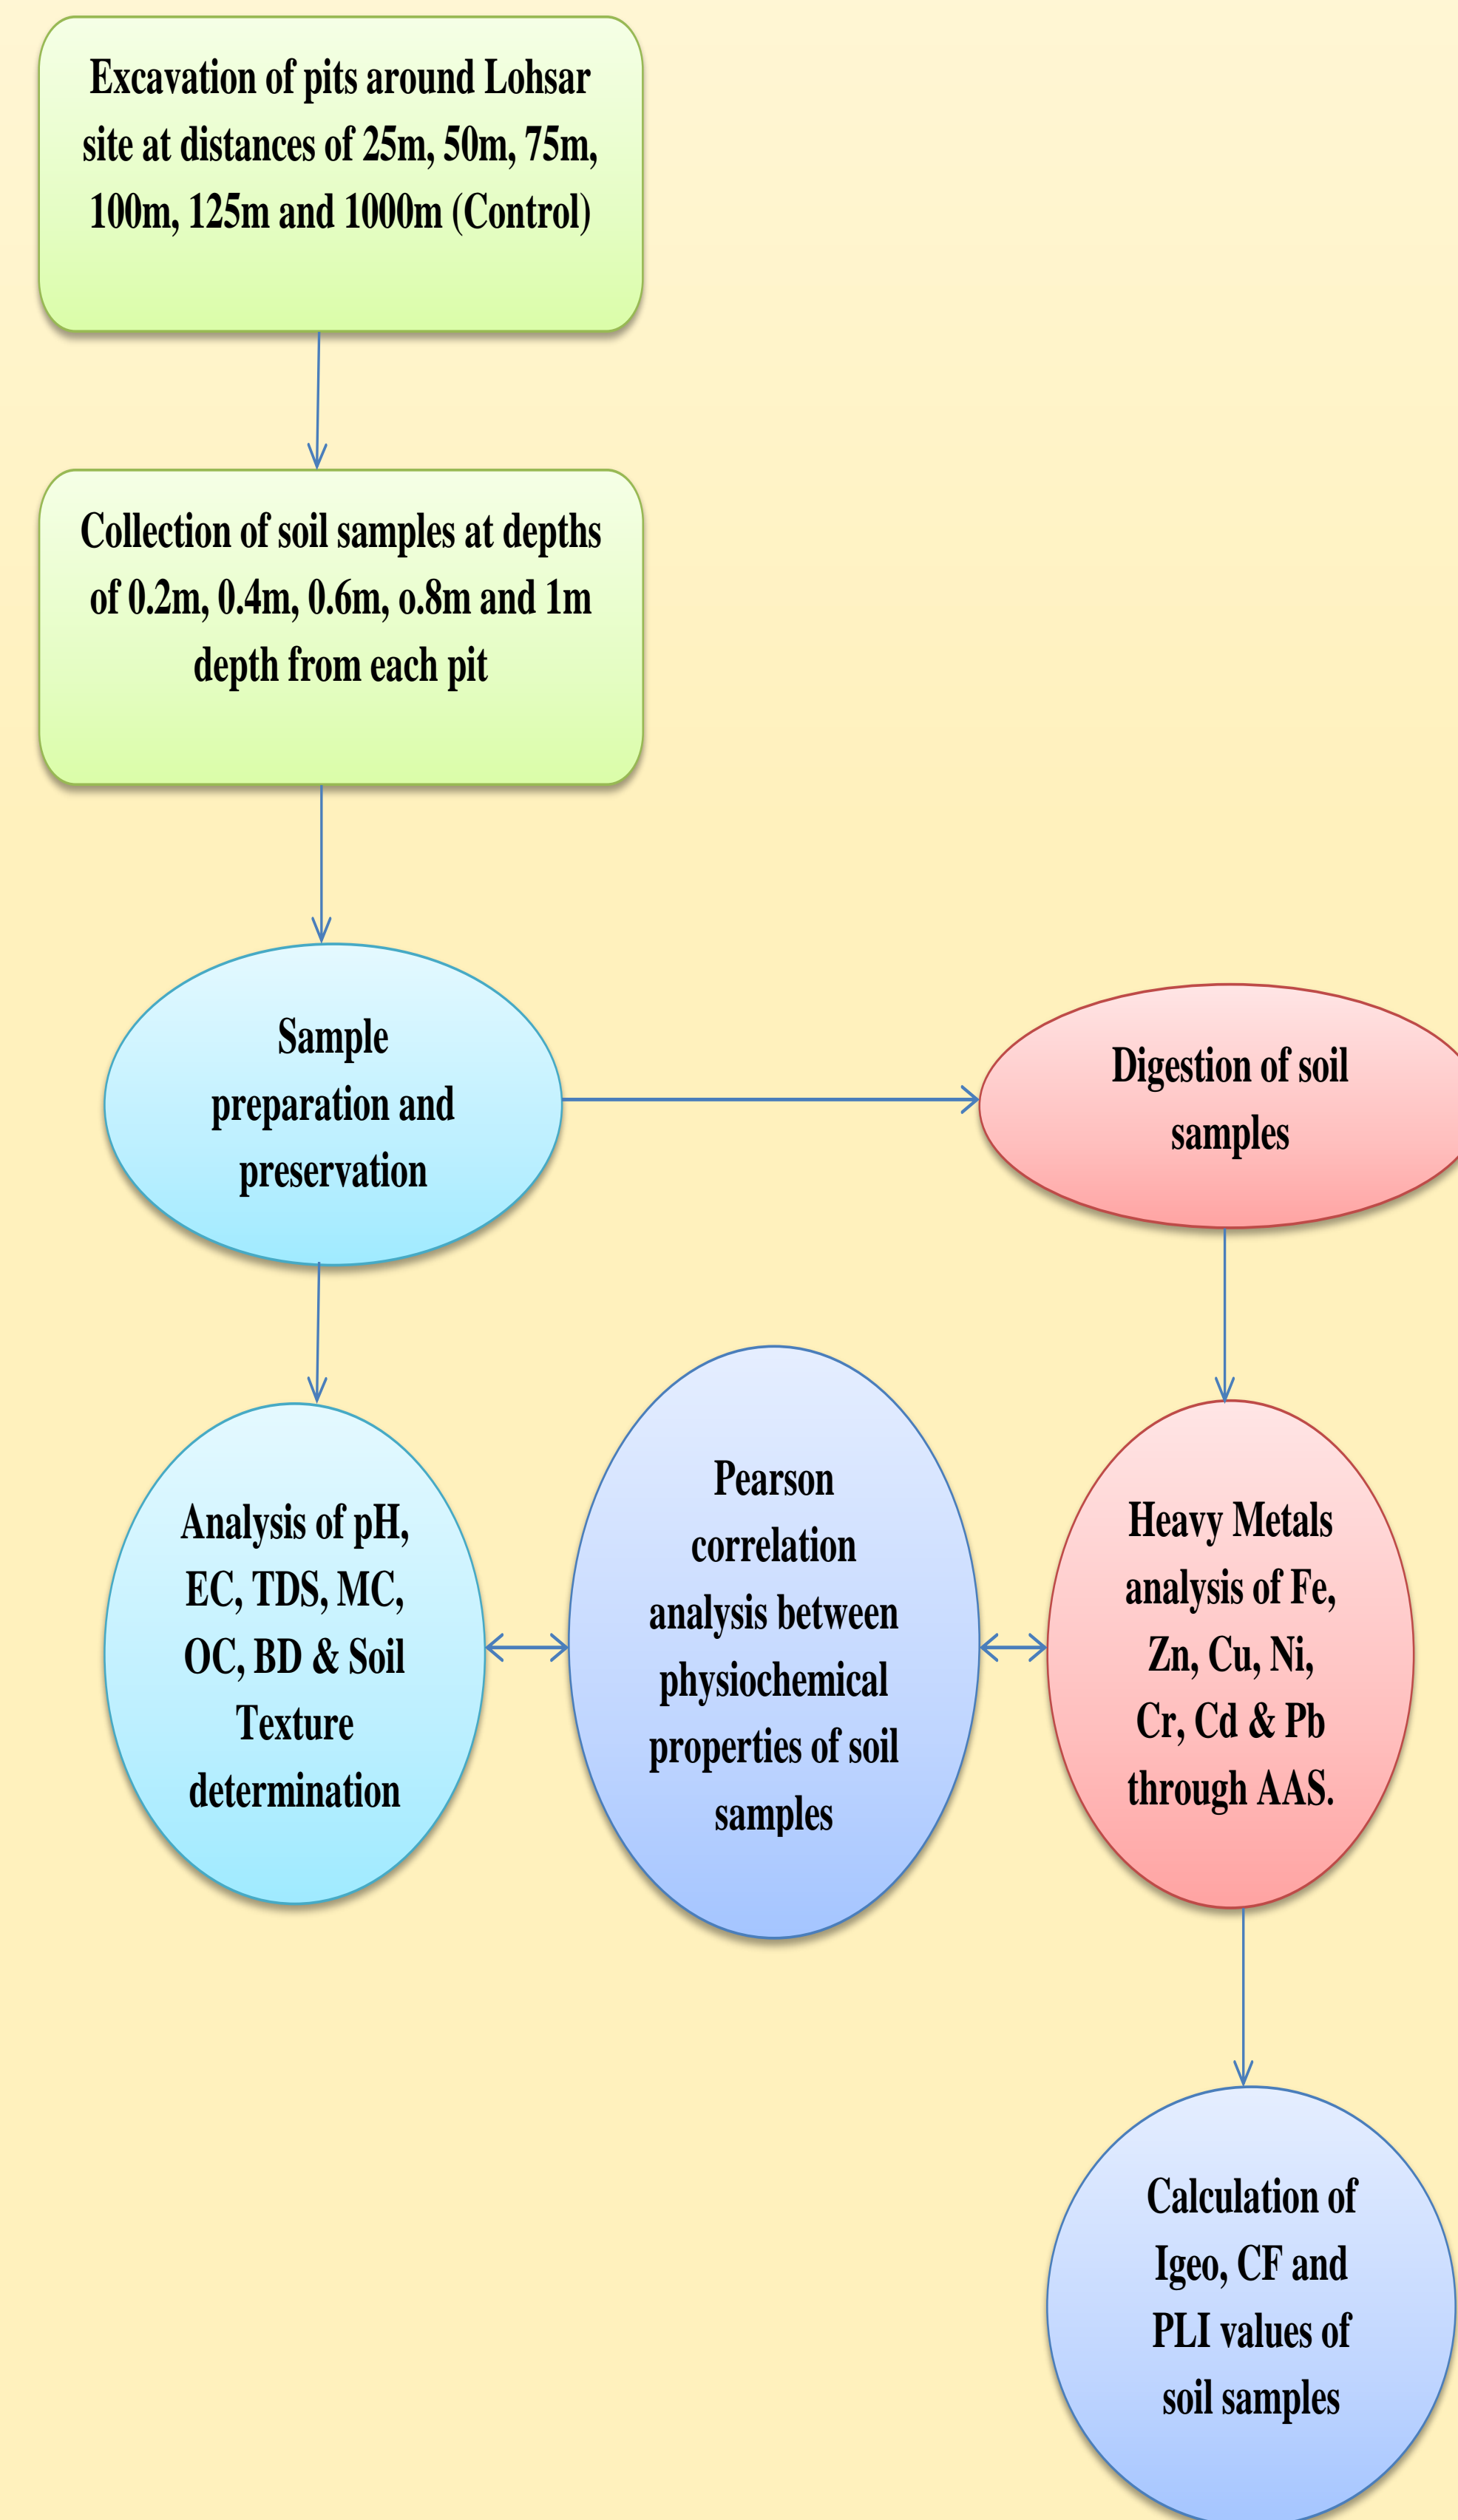 Excavation of pits around Lohsar
site at distances of 25m, 50m, 75m,
100m, 125m and 1000m (Control)
Collection of soil samples at depths
of 0.2m, 0.4m, 0.6m, o.8m and 1m
depth from each pit
Sample
preparation and
preservation
Digestion of soil
samples
Analysis of pH,
EC, TDS, MC,
OC, BD & Soil
Texture
determination
Pearson
correlation
analysis between
physiochemical
properties of soil
samples
Heavy Metals
analysis of Fe,
Zn, Cu, Ni,
Cr, Cd & Pb
through AAS.
Calculation of
Igeo, CF and
PLI values of
soil samples